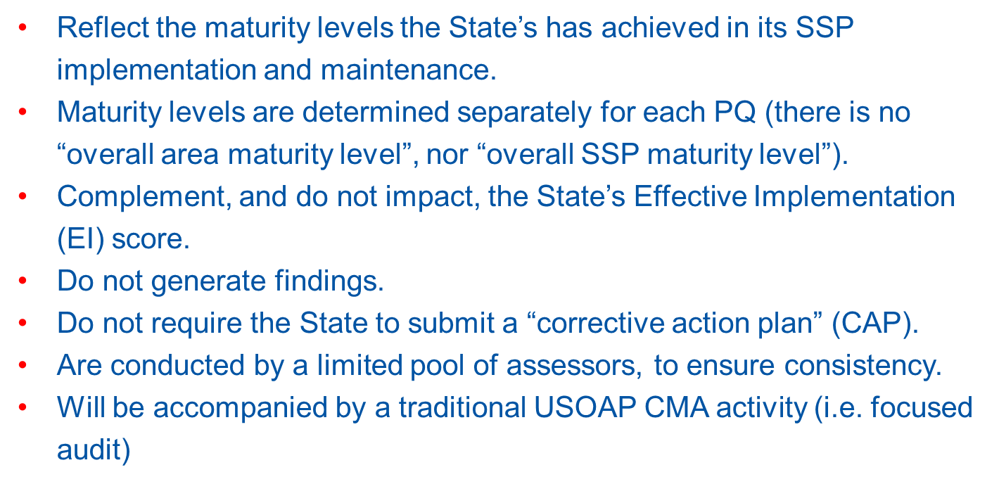 • Reflect the maturity levels the State’s has achieved in its SSP
implementation and maintenance.
• Maturity levels are determined separately for each PQ (there is no
“overall area maturity level”, nor “overall SSP maturity level”).
• Complement, and do not impact, the State’s Effective Implementation
(EI) score.
• Do not generate findings.
• Do not require the State to submit a “corrective action plan” (CAP).
• Are conducted by a limited pool of assessors, to ensure consistency.
• Will be accompanied by a traditional USOAP CMA activity (i.e. focused
audit)